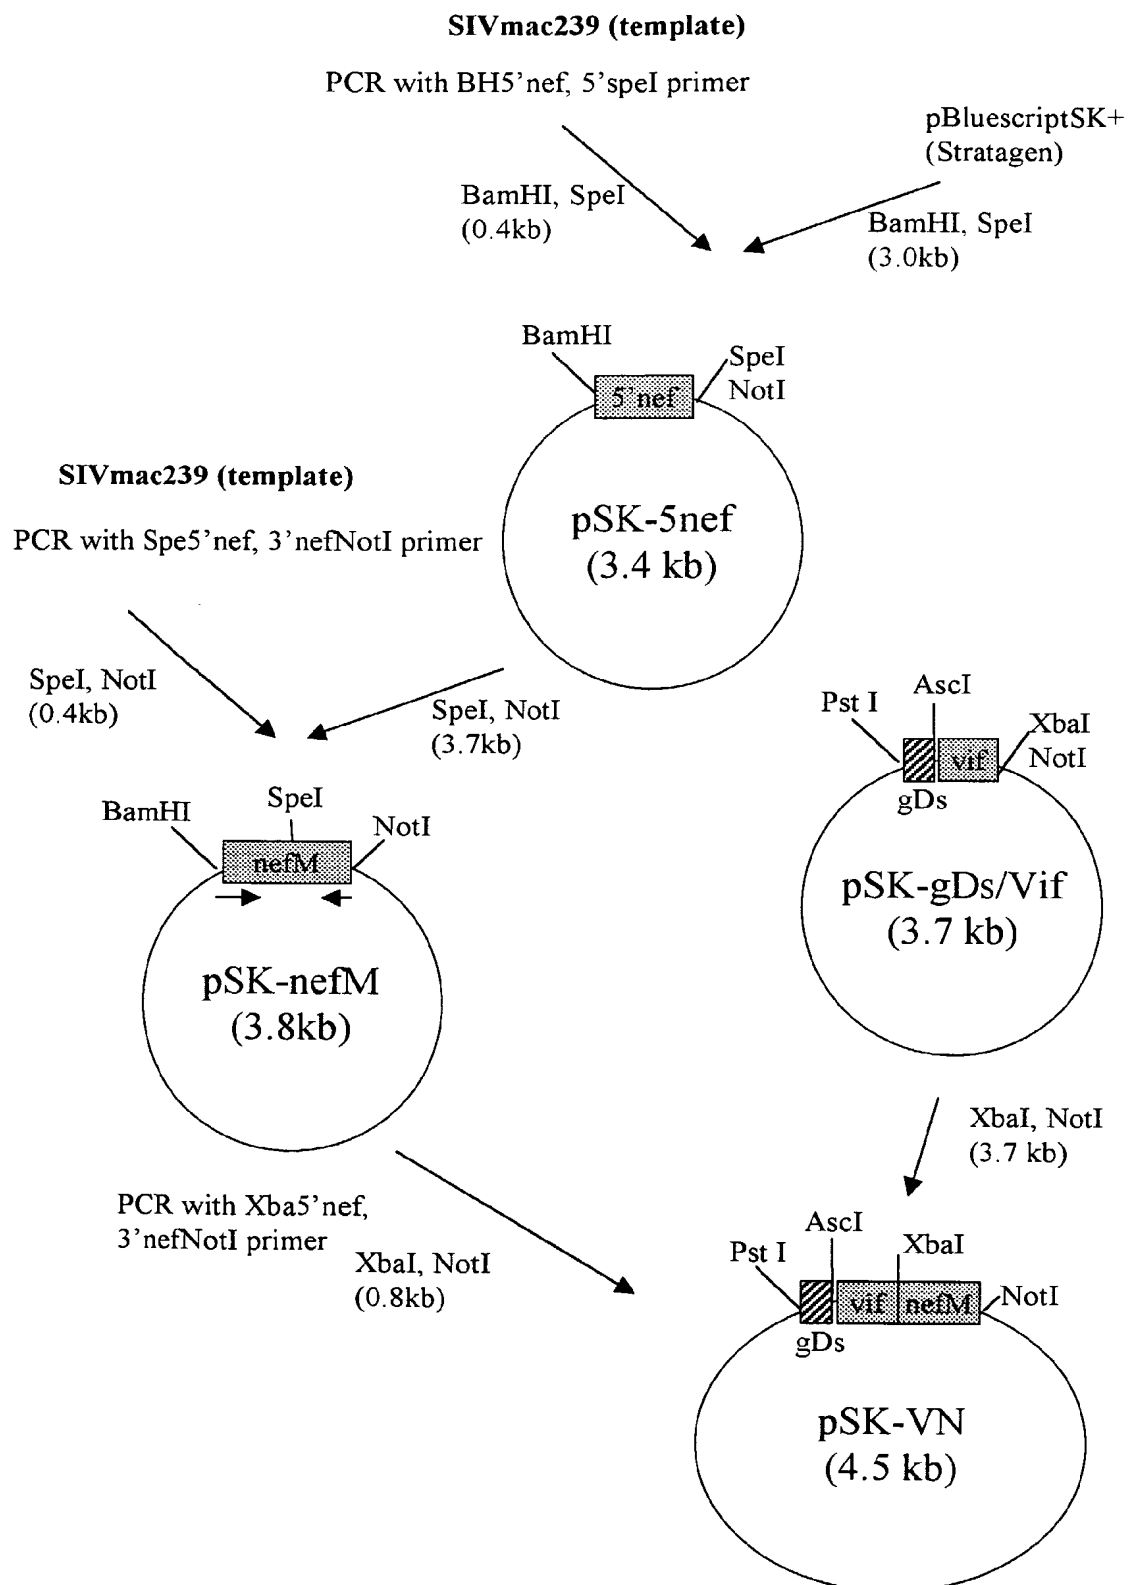 SIVmac239 (template)
PCR with BH5'nef, 5'speI primer
pBluescriptSK+
(Stratagen)
BamHI, SpeI
(0.4kb)
BamHI, SpeI
(3.0kb)
BamHI
SpeI
NotI
5'nef
pSK-5nef
(3.4 kb)
SIVmac239 (template)
PCR with Spe5'nef, 3'nefNotI primer
SpeI, NotI
(0.4kb)
SpeI, NotI
(3.7kb)
BamHI
SpeI
NotI
nefM
pSK-nefM
(3.8kb)
Pst I
AscI
XbaI
NotI
vif
gDs
pSK-gDs/Vif
(3.7 kb)
XbaI, NotI
(3.7 kb)
PCR with Xba5'nef,
3'nefNotI primer
XbaI, NotI
(0.8kb)
Pst I
AscI
XbaI
NotI
vif
nefM
gDs
pSK-VN
(4.5 kb)